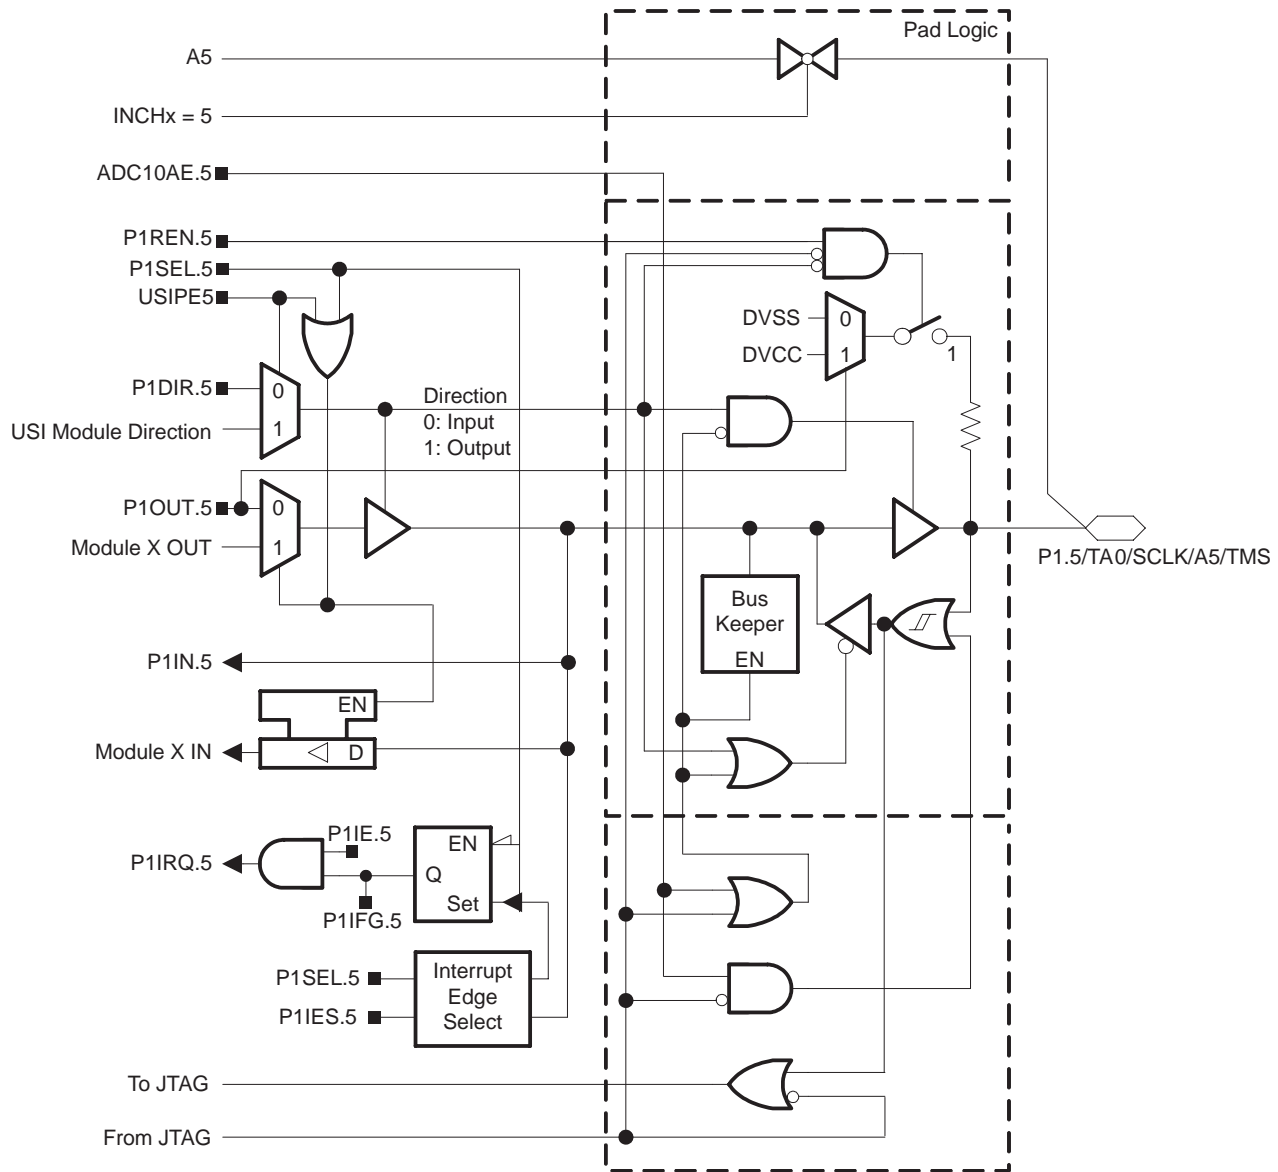 Pad Logic
A5
INCHx = 5
ADC10AE.5
P1REN.5
P1SEL.5
USIPE5
DVSS
0
DVCC
1
1
P1DIR.5
0
Direction
0: Input
1: Output
USI Module Direction
1
P1OUT.5
0
Module X OUT
1
P1.5/TA0/SCLK/A5/TMS
Bus
Keeper
EN
P1IN.5
EN
Module X IN
D
P1IE.5
EN
P1IRQ.5
Q
Set
P1IFG.5
P1SEL.5
Interrupt
Edge
Select
P1IES.5
To JTAG
From JTAG